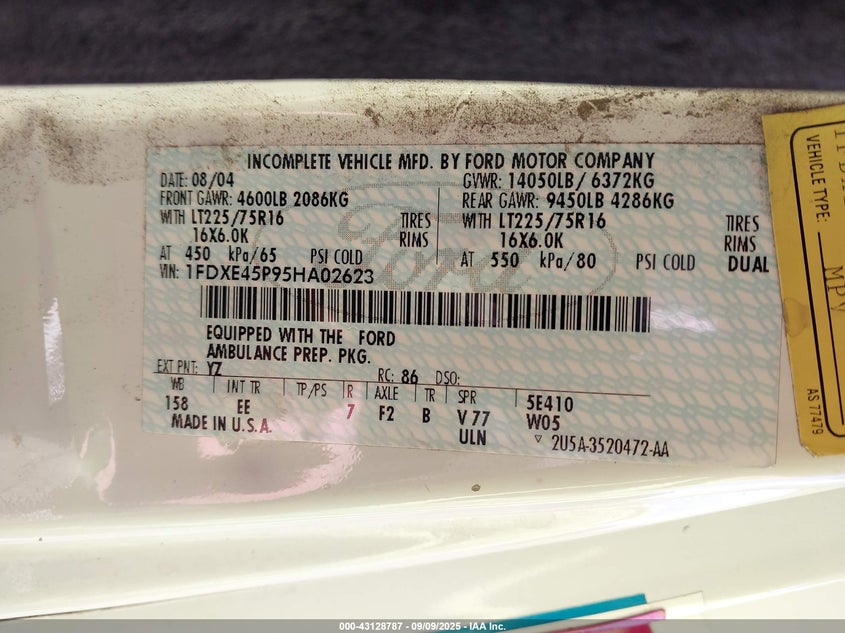 INCOMPLETE VEHICLE MFD. BY FORD MOTOR COMPANY
DATE: 08/04 GVWR: 14050LB/ 6372KG
FRONT GAWR: 4600LB 2086KG REAR GAWR: 9450LB 4286KG
WITH LT225/75R16 TIRES WITH LT225/75R16 TIRES
16X6.0K RIMS 16X6.0K RIMS
AT 450 kPa/65 PSI COLD AT 550 kPa/80 PSI COLD DUAL
VIN: 1FDXE45P95HA02623
EQUIPPED WITH THE FORD
AMBULANCE PREP. PKG.
EXT PNT: YZ RC: 86 DSO:
WB INT TR TP/PS R AXLE TR SPR 5E410
158 EE 7 F2 B V 77 W05
MADE IN U.S.A. ULN ▽ 2U5A-3520472-AA
Ford
VEHICLE TYPE: MPV
AS 77479
000-43128787 - 09/09/2025 - IAA Inc.